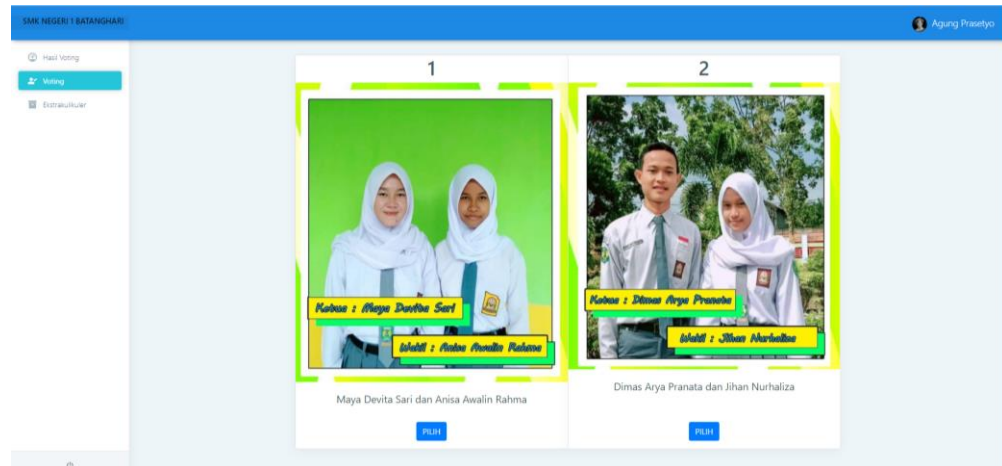 SMK NEGERI 1 BATANGHARI
Agung Prasetyo
Hasil Voting
Voting
Ekstrakulikuler
1
2
Ketua : Maya Devita Sari
Wakil : Anisa Awalin Rahma
Ketua : Dimas Arya Pranata
Wakil : Jihan Nurhaliza
Maya Devita Sari dan Anisa Awalin Rahma
Dimas Arya Pranata dan Jihan Nurhaliza
PILIH
PILIH